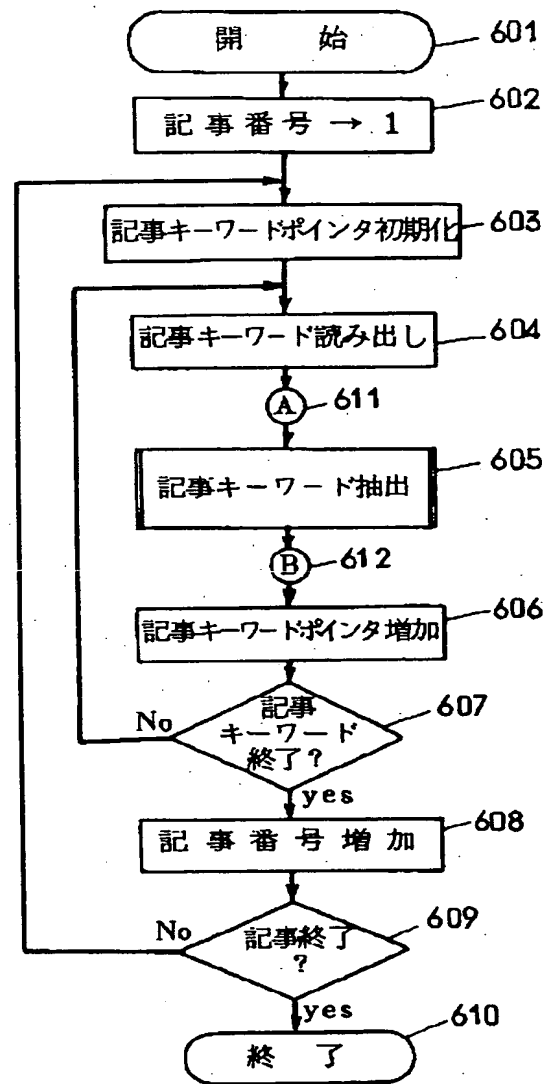 開始 601
記事番号 → 1 602
記事キーワードポインタ初期化 603
記事キーワード読み出し 604
A 611
記事キーワード抽出 605
B 612
記事キーワードポインタ増加 606
記事
キーワード
終了? 607
No
yes
記事番号増加 608
記事終了
? 609
No
yes
終了 610